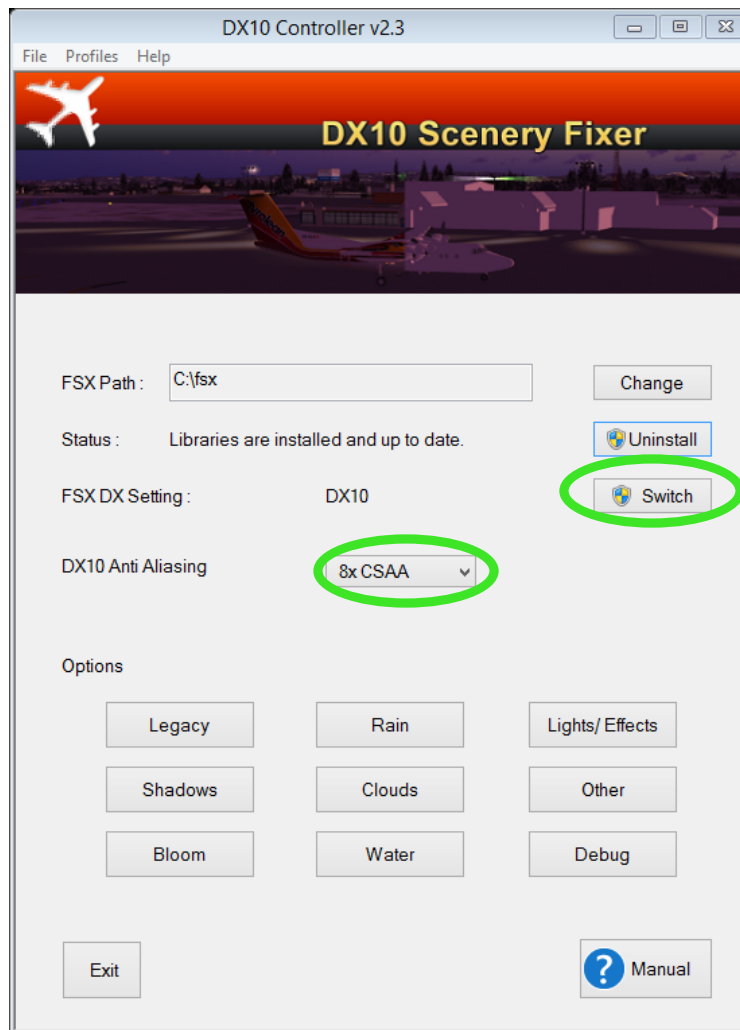 DX10 Controller v2.3
File Profiles Help
DX10 Scenery Fixer
FSX Path : C:\fsx Change
Status : Libraries are installed and up to date. Uninstall
FSX DX Setting : DX10 Switch
DX10 Anti Aliasing 8x CSAA
Options
Legacy Rain Lights/ Effects
Shadows Clouds Other
Bloom Water Debug
Exit ? Manual